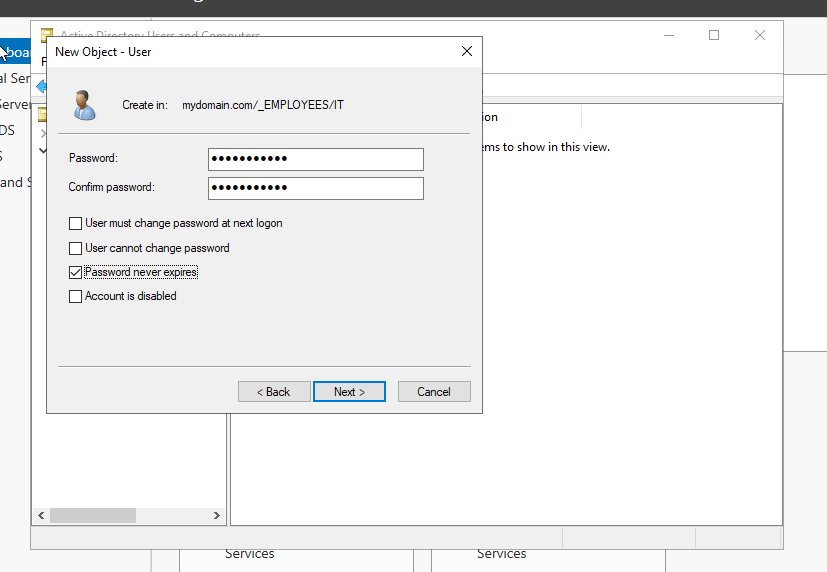 Active Directory Users and Computers
New Object - User
boar
al Ser
Server
DS
S
and S
F
Create in: mydomain.com/_EMPLOYEES/IT
Password: ●●●●●●●●●●●
Confirm password: ●●●●●●●●●●●
User must change password at next logon
User cannot change password
Password never expires
Account is disabled
< Back
Next >
Cancel
ion
ems to show in this view.
Services
Services